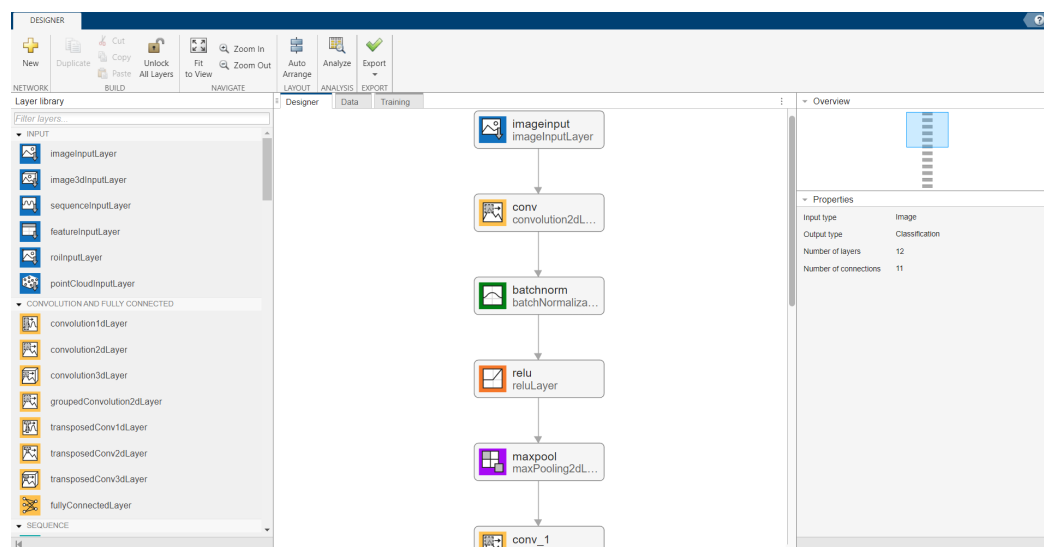 DESIGNER
?
New
Duplicate
Cut
Copy
Paste
Unlock
All Layers
Fit
to View
Zoom In
Zoom Out
Auto
Arrange
Analyze
Export
NETWORK
BUILD
NAVIGATE
LAYOUT
ANALYSIS
EXPORT
Layer library
Filter layers...
INPUT
imageInputLayer
image3dInputLayer
sequenceInputLayer
featureInputLayer
roiInputLayer
pointCloudInputLayer
CONVOLUTION AND FULLY CONNECTED
convolution1dLayer
convolution2dLayer
convolution3dLayer
groupedConvolution2dLayer
transposedConv1dLayer
transposedConv2dLayer
transposedConv3dLayer
fullyConnectedLayer
SEQUENCE
Designer
Data
Training
imageinput
imageInputLayer
conv
convolution2dL...
batchnorm
batchNormaliza...
relu
reluLayer
maxpool
maxPooling2dL...
conv_1
Overview
Properties
Input type Image
Output type Classification
Number of layers 12
Number of connections 11